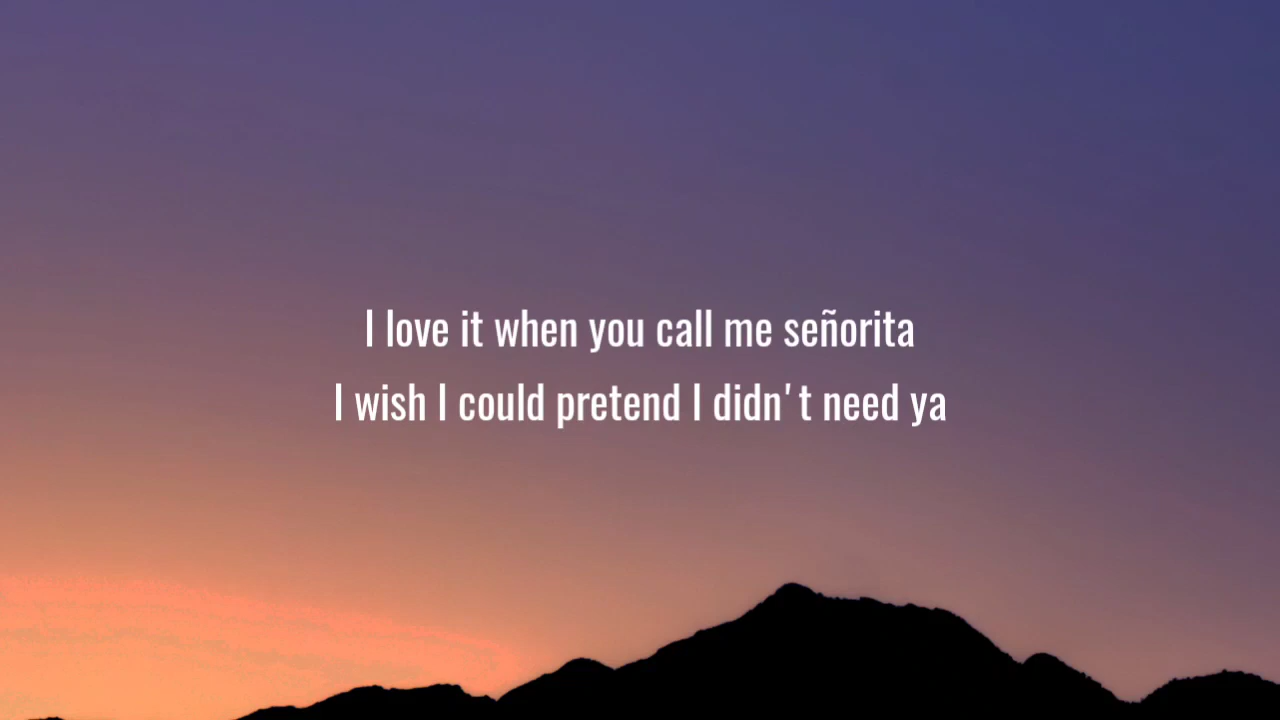 I love it when you call me señorita
I wish I could pretend I didn't need ya